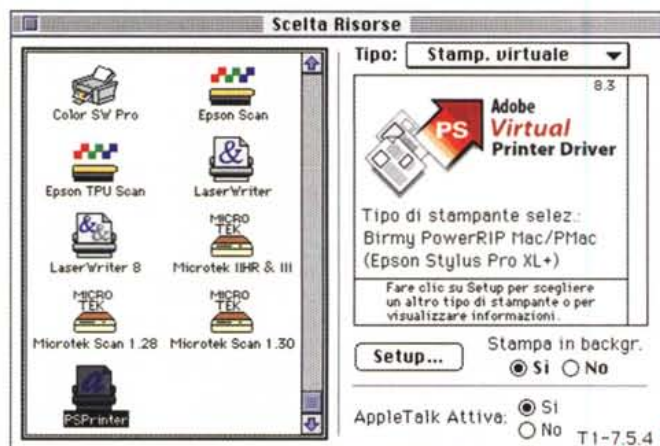 Scelta Risorse
Color SW Pro
Epson Scan
Epson TPU Scan
LaserWriter
LaserWriter 8
MICRO
TEK
Microtek IIHR & III
MICRO
TEK
Microtek Scan 1.28
MICRO
TEK
Microtek Scan 1.30
PSPrinter
Tipo: Stamp. virtuale
8.3
PS
Adobe
Virtual
Printer Driver
Tipo di stampante selez.:
Birmy PowerRIP Mac/PMac
(Epson Stylus Pro XL+)
Fare clic su Setup per scegliere
un altro tipo di stampante o per
visualizzare informazioni.
Setup...
Stampa in backgr.
Sì No
AppleTalk Attiva: Sì
No
T1-7.5.4